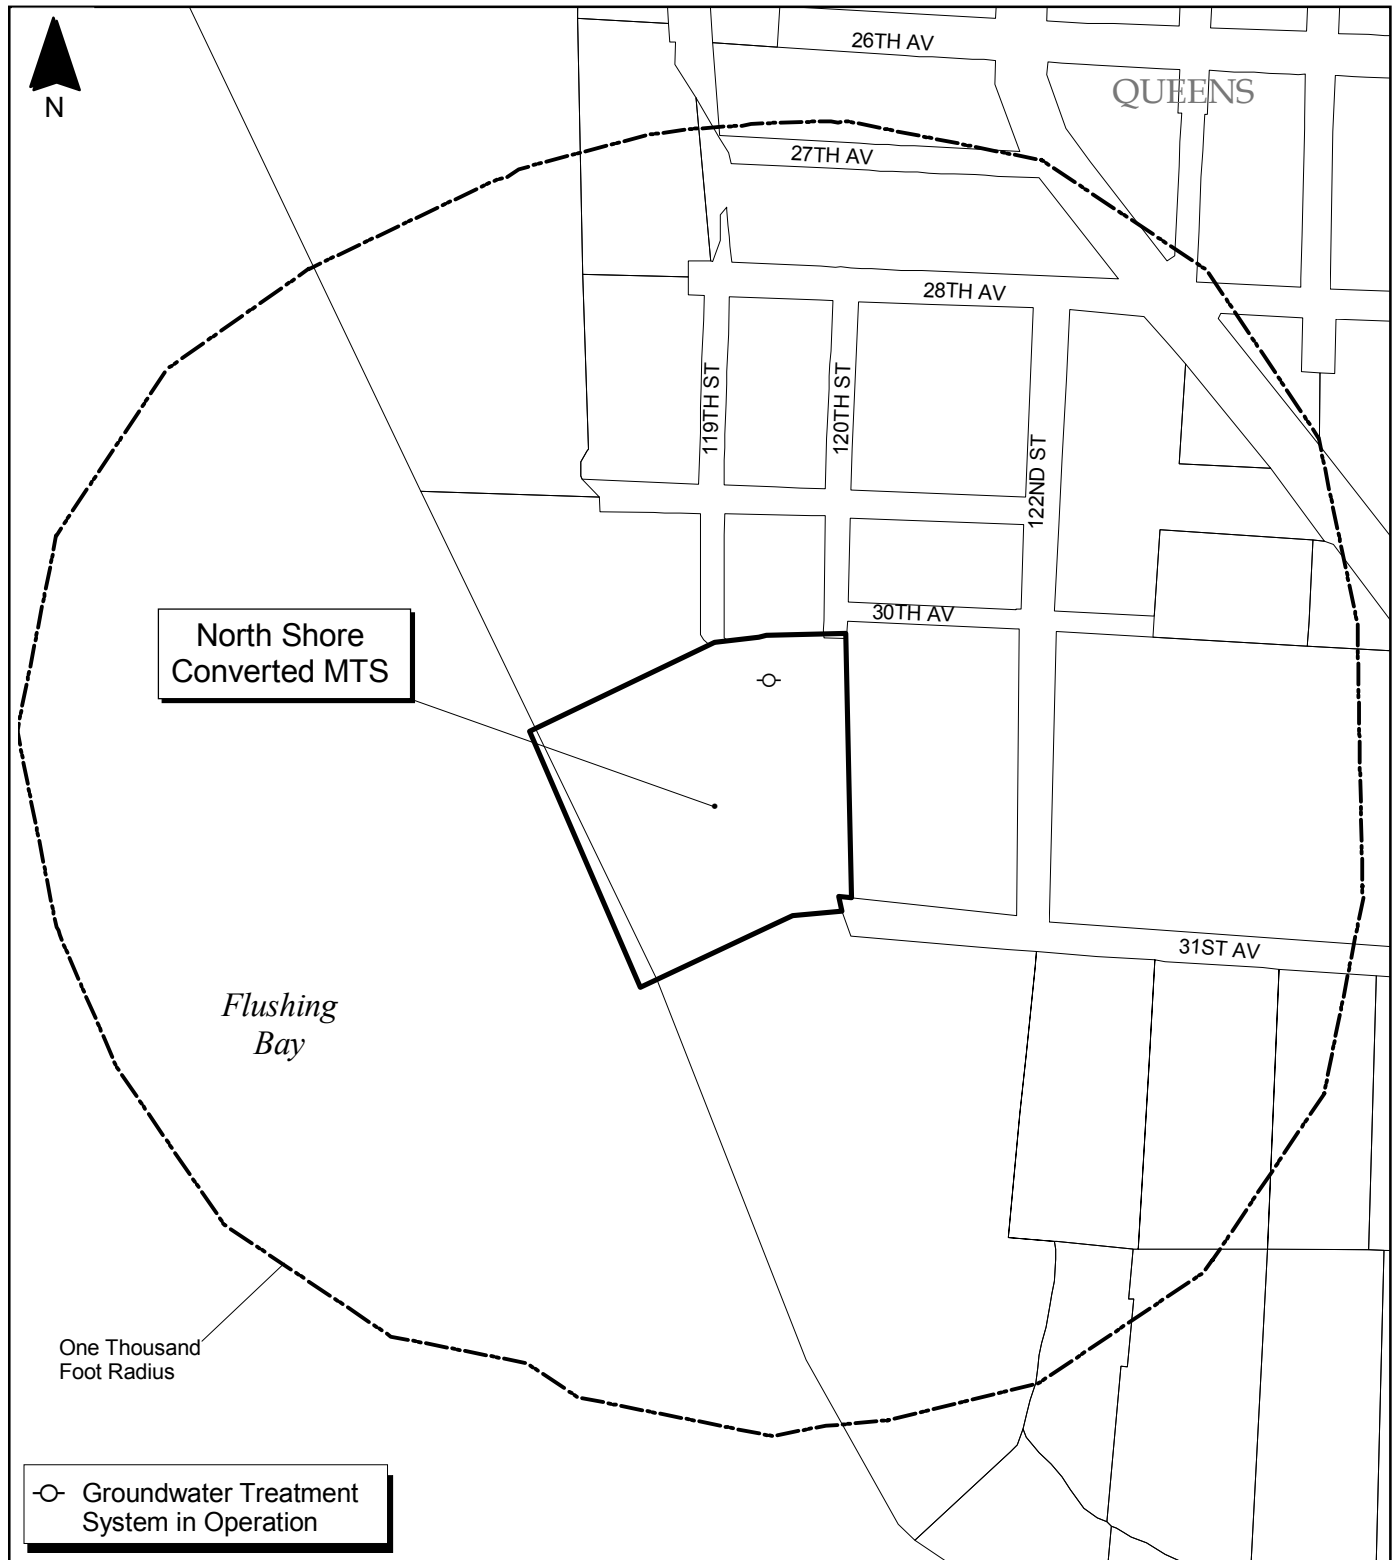 N
26TH AV
QUEENS
27TH AV
28TH AV
119TH ST
120TH ST
122ND ST
30TH AV
North Shore
Converted MTS
31ST AV
Flushing
Bay
One Thousand
Foot Radius
Groundwater Treatment
System in Operation